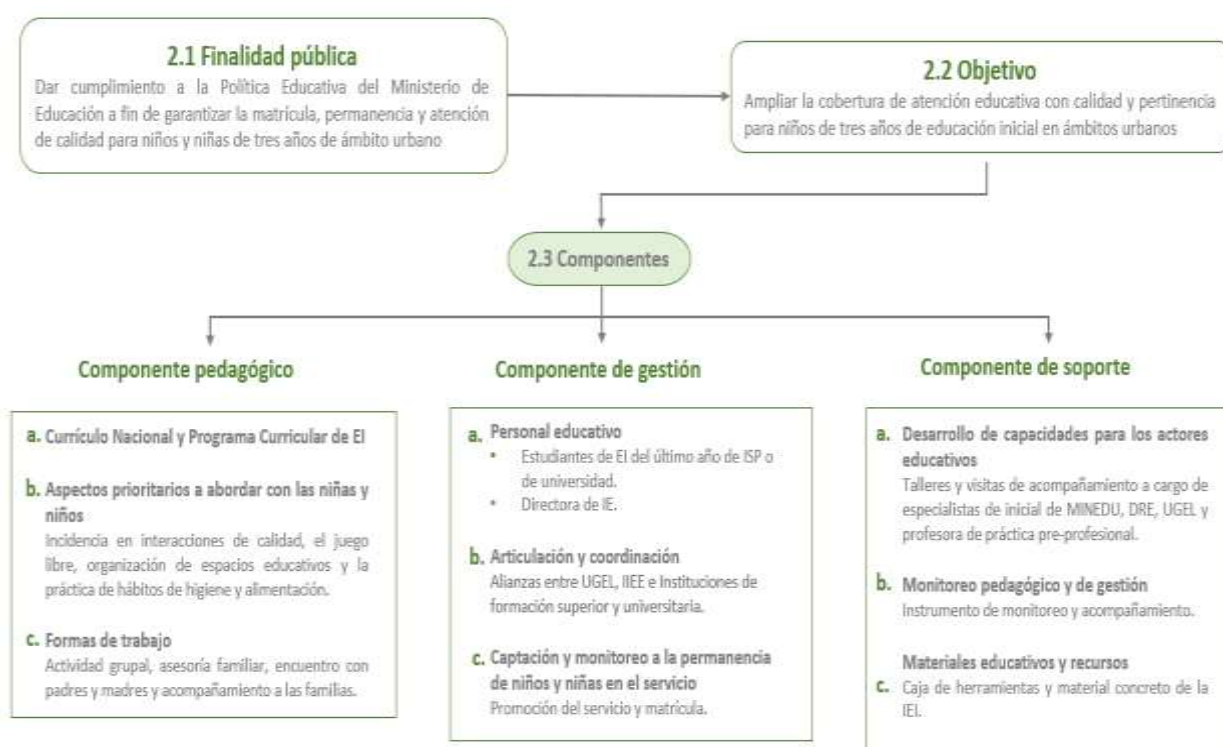 2.1 Finalidad pública
Dar cumplimiento a la Política Educativa del Ministerio de
Educación a fin de garantizar la matrícula, permanencia y atención
de calidad para niños y niñas de tres años de ámbito urbano
2.2 Objetivo
Ampliar la cobertura de atención educativa con calidad y pertinencia
para niños de tres años de educación inicial en ámbitos urbanos
2.3 Componentes
Componente pedagógico
a. Currículo Nacional y Programa Curricular de EI
b. Aspectos prioritarios a abordar con las niñas y
niños
Incidencia en interacciones de calidad, el juego
libre, organización de espacios educativos y la
práctica de hábitos de higiene y alimentación.
c. Formas de trabajo
Actividad grupal, asesoría familiar, encuentro con
padres y madres y acompañamiento a las familias.
Componente de gestión
a. Personal educativo
• Estudiantes de EI del último año de ISP o
de universidad.
• Directora de IE.
b. Articulación y coordinación
Alianzas entre UGEL, IIEE e Instituciones de
formación superior y universitaria.
c. Captación y monitoreo a la permanencia
de niños y niñas en el servicio
Promoción del servicio y matrícula.
Componente de soporte
a. Desarrollo de capacidades para los actores
educativos
Talleres y visitas de acompañamiento a cargo de
especialistas de inicial de MINEDU, DRE, UGEL y
profesora de práctica pre-profesional.
b. Monitoreo pedagógico y de gestión
Instrumento de monitoreo y acompañamiento.
Materiales educativos y recursos
c. Caja de herramientas y material concreto de la
IEI.